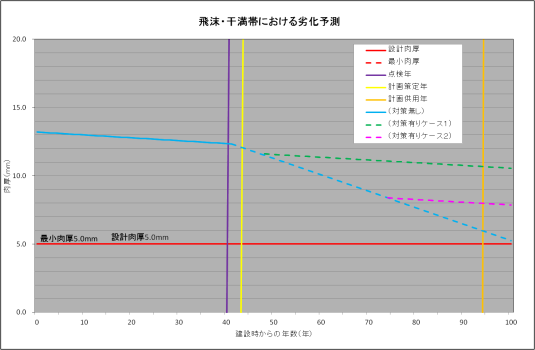 飛沫・干満帯における劣化予測
20.0
15.0
10.0
5.0
0.0
肉厚(mm)
設計肉厚
最小肉厚
点検年
計画策定年
計画供用年
（対策無し）
（対策有りケース１）
（対策有りケース２）
最小肉厚5.0mm
設計肉厚5.0mm
0 10 20 30 40 50 60 70 80 90 100
建設時からの年数（年）